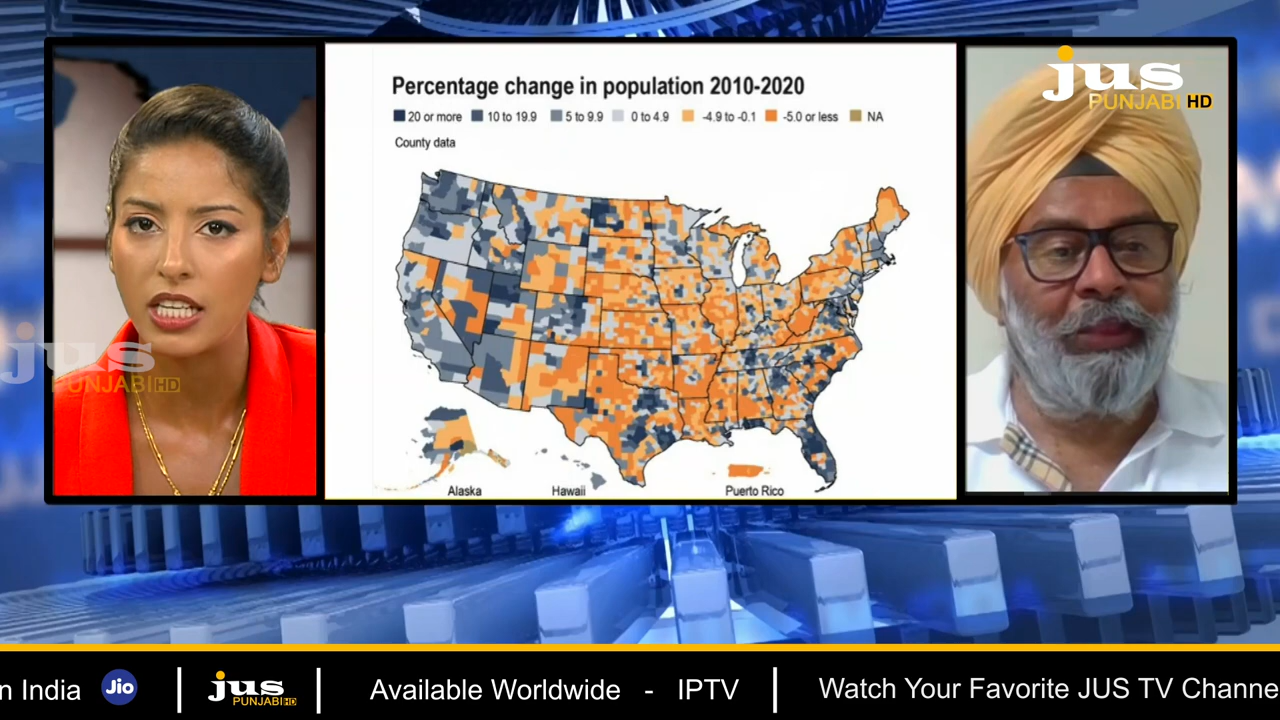 jus
PUNJABI HD
Percentage change in population 2010-2020
20 or more 10 to 19.9 5 to 9.9 0 to 4.9 -4.9 to -0.1 -5.0 or less NA
County data
jus
PUNJABI HD
Alaska Hawaii Puerto Rico
n India Jio | jus PUNJABI HD | Available Worldwide - IPTV | Watch Your Favorite JUS TV Channe